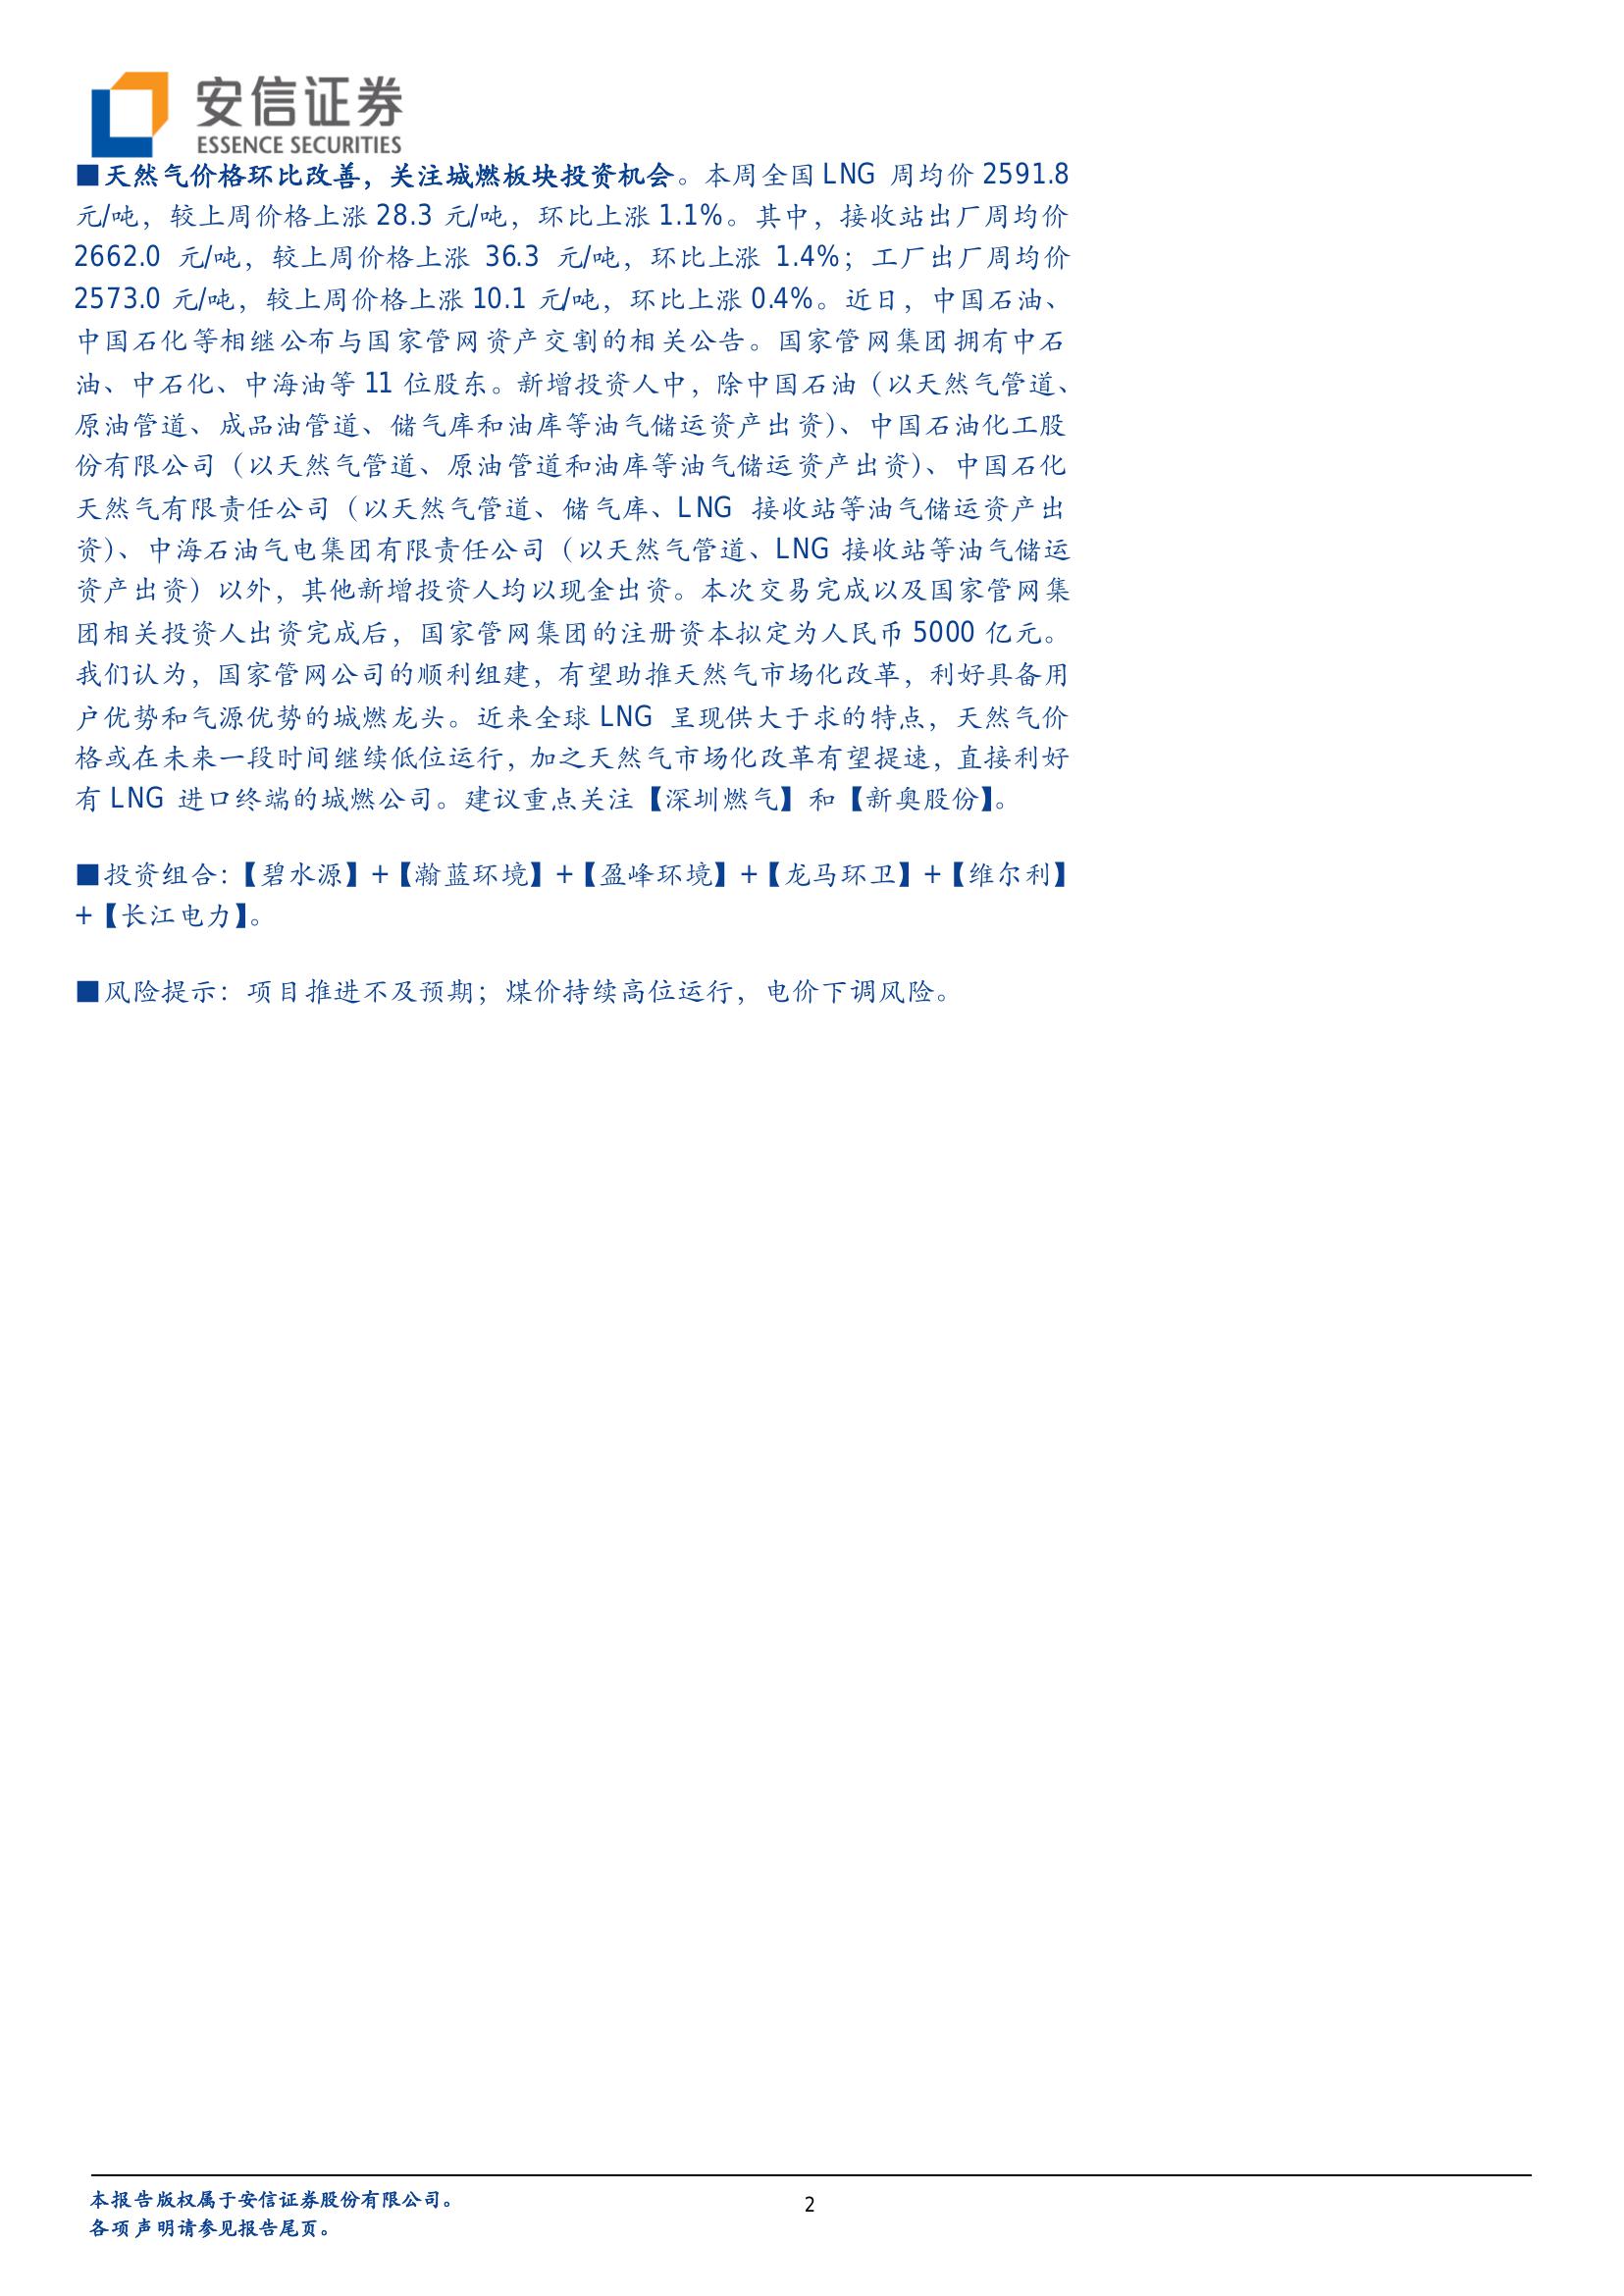 安信证券
ESSENCE SECURITIES
■天然气价格环比改善，关注城燃板块投资机会。本周全国 LNG 周均价 2591.8
元/吨，较上周价格上涨 28.3 元/吨，环比上涨 1.1%。其中，接收站出厂周均价
2662.0 元/吨，较上周价格上涨 36.3 元/吨，环比上涨 1.4%；工厂出厂周均价
2573.0 元/吨，较上周价格上涨 10.1 元/吨，环比上涨 0.4%。近日，中国石油、
中国石化等相继公布与国家管网资产交割的相关公告。国家管网集团拥有中石
油、中石化、中海油等 11 位股东。新增投资人中，除中国石油（以天然气管道、
原油管道、成品油管道、储气库和油库等油气储运资产出资）、中国石油化工股
份有限公司（以天然气管道、原油管道和油库等油气储运资产出资）、中国石化
天然气有限责任公司（以天然气管道、储气库、LNG 接收站等油气储运资产出
资）、中海石油气电集团有限责任公司（以天然气管道、LNG 接收站等油气储运
资产出资）以外，其他新增投资人均以现金出资。本次交易完成以及国家管网集
团相关投资人出资完成后，国家管网集团的注册资本拟定为人民币 5000 亿元。
我们认为，国家管网公司的顺利组建，有望助推天然气市场化改革，利好具备用
户优势和气源优势的城燃龙头。近来全球 LNG 呈现供大于求的特点，天然气价
格或在未来一段时间继续低位运行，加之天然气市场化改革有望提速，直接利好
有 LNG 进口终端的城燃公司。建议重点关注【深圳燃气】和【新奥股份】。
■投资组合：【碧水源】+【瀚蓝环境】+【盈峰环境】+【龙马环卫】+【维尔利】
+【长江电力】。
■风险提示：项目推进不及预期；煤价持续高位运行，电价下调风险。
本报告版权属于安信证券股份有限公司。
各项声明请参见报告尾页。
2